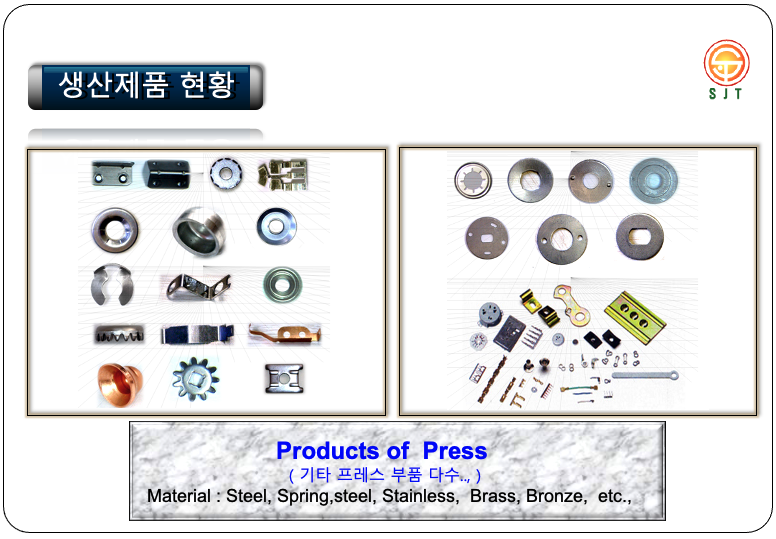 생산제품 현황
SJT
Products of  Press
( 기타 프레스 부품 다수.., )
Material : Steel, Spring,steel, Stainless,  Brass, Bronze,  etc.,